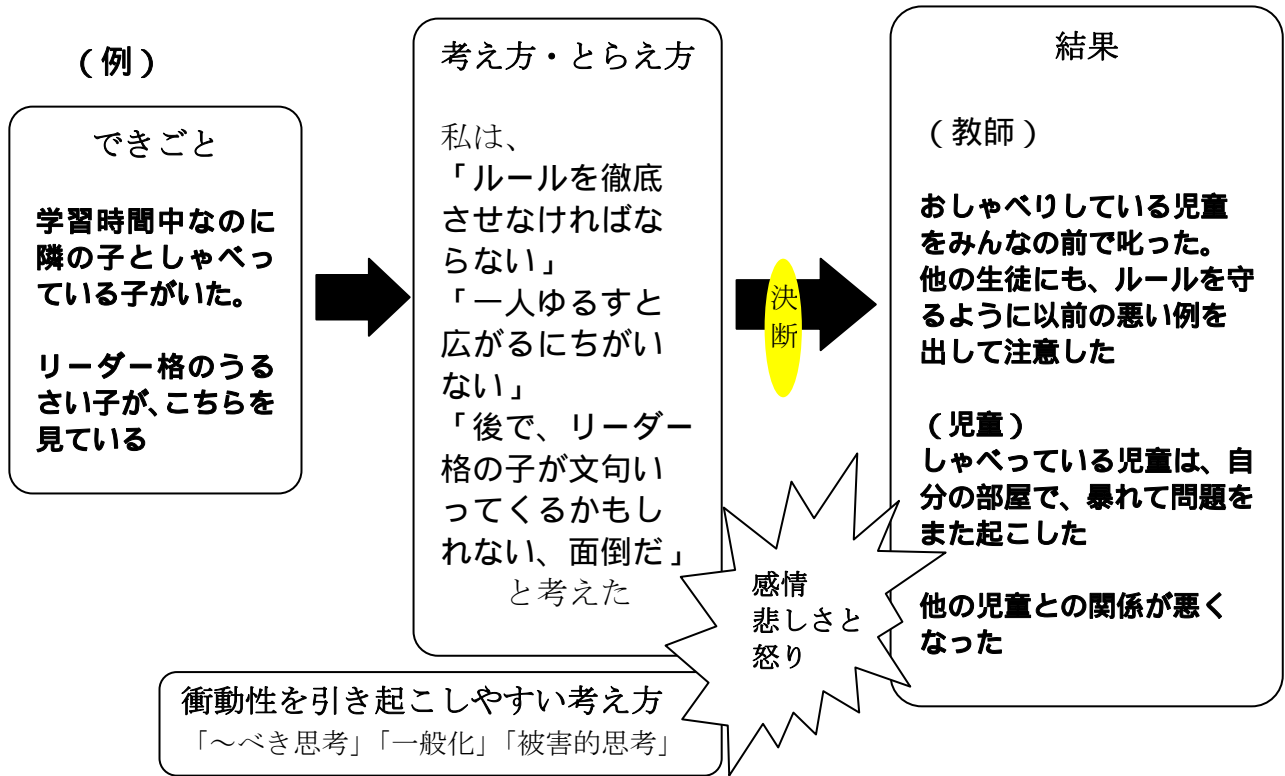 （例）
できごと
学習時間中なのに
隣の子としゃべっ
ている子がいた。
リーダー格のうる
さい子が、こちらを
見ている
考え方・とらえ方
私は、
「ルールを徹底
させなければな
らない」
「一人ゆるすと
広がるにちがい
ない」
「後で、リーダー
格の子が文句い
ってくるかもし
れない、面倒だ」
と考えた
決
断
結果
（教師）
おしゃべりしている児童
をみんなの前で叱った。
他の生徒にも、ルールを守
るように以前の悪い例を
出して注意した
（児童）
しゃべっている児童は、自
分の部屋で、暴れて問題を
また起こした
他の児童との関係が悪く
なった
感情
悲しさと
怒り
衝動性を引き起こしやすい考え方
「～べき思考」「一般化」「被害的思考」